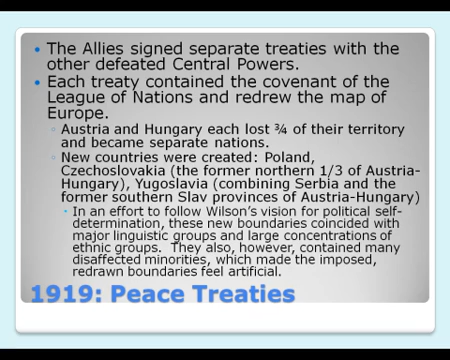 • The Allies signed separate treaties with the
other defeated Central Powers.
• Each treaty contained the covenant of the
League of Nations and redrew the map of
Europe.
◦ Austria and Hungary each lost ¾ of their territory
and became separate nations.
◦ New countries were created: Poland,
Czechoslovakia (the former northern 1/3 of Austria-
Hungary), Yugoslavia (combining Serbia and the
former southern Slav provinces of Austria-Hungary)
• In an effort to follow Wilson's vision for political self-
determination, these new boundaries coincided with
major linguistic groups and large concentrations of
ethnic groups. They also, however, contained many
disaffected minorities, which made the imposed,
redrawn boundaries feel artificial.
1919: Peace Treaties